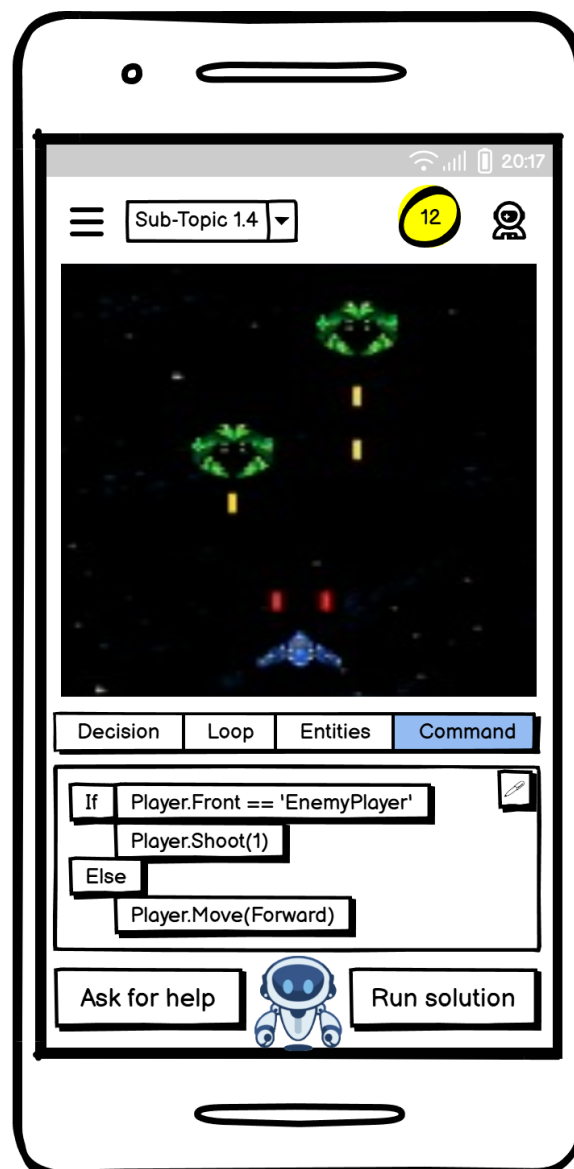 20:17
Sub-Topic 1.4
12
Decision Loop Entities Command
If Player.Front == 'EnemyPlayer'
Player.Shoot(1)
Else
Player.Move(Forward)
Ask for help Run solution